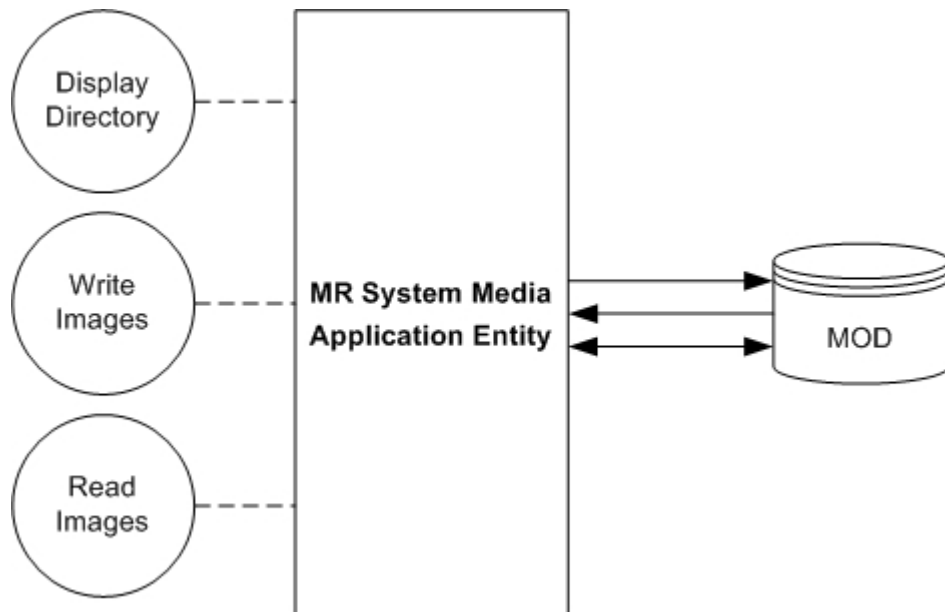 Display
Directory
Write
Images
Read
Images
MR System Media
Application Entity
MOD